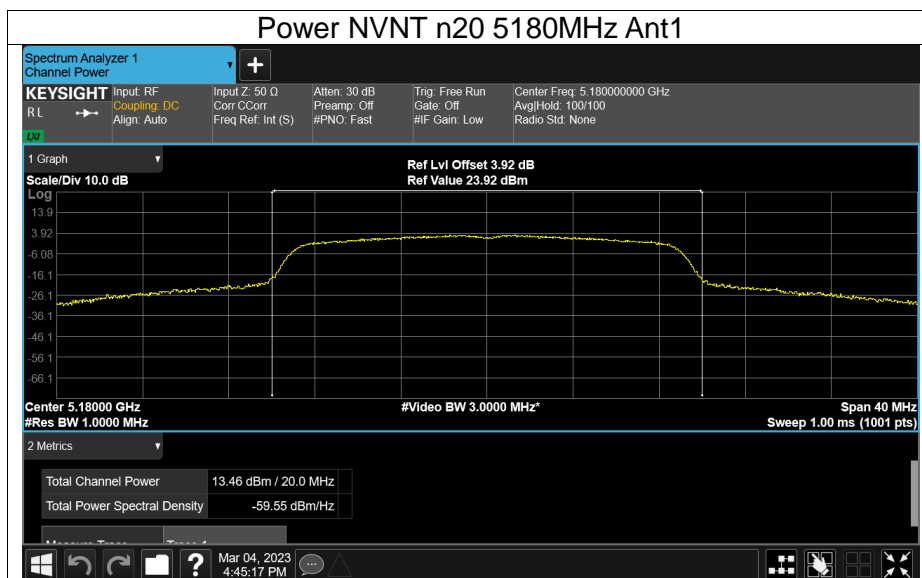 Power NVNT n20 5180MHz Ant1
Spectrum Analyzer 1
Channel Power
+
KEYSIGHT
R L
LXI
Input: RF
Coupling: DC
Align: Auto
Input Z: 50 Ω
Corr CCorr
Freq Ref: Int (S)
Atten: 30 dB
Preamp: Off
#PNO: Fast
Trig: Free Run
Gate: Off
#IF Gain: Low
Center Freq: 5.180000000 GHz
Avg|Hold: 100/100
Radio Std: None
1 Graph
Scale/Div 10.0 dB
Ref Lvl Offset 3.92 dB
Ref Value 23.92 dBm
Log
13.9
3.92
-6.08
-16.1
-26.1
-36.1
-46.1
-56.1
-66.1
Center 5.18000 GHz
#Res BW 1.0000 MHz
#Video BW 3.0000 MHz*
Span 40 MHz
Sweep 1.00 ms (1001 pts)
2 Metrics
Total Channel Power 13.46 dBm / 20.0 MHz
Total Power Spectral Density -59.55 dBm/Hz
?
Mar 04, 2023
4:45:17 PM